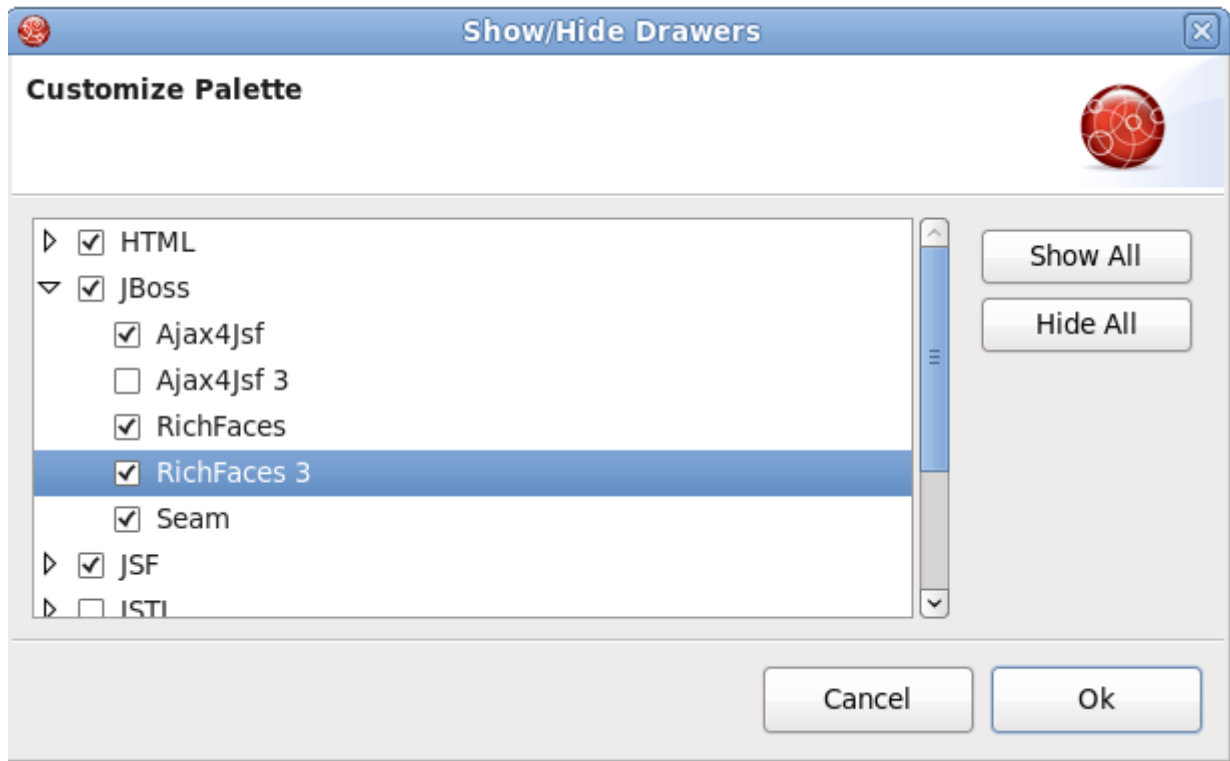 Show/Hide Drawers
Customize Palette
HTML
JBoss
Ajax4Jsf
Ajax4Jsf 3
RichFaces
RichFaces 3
Seam
JSF
JSTL
Show All
Hide All
Cancel
Ok